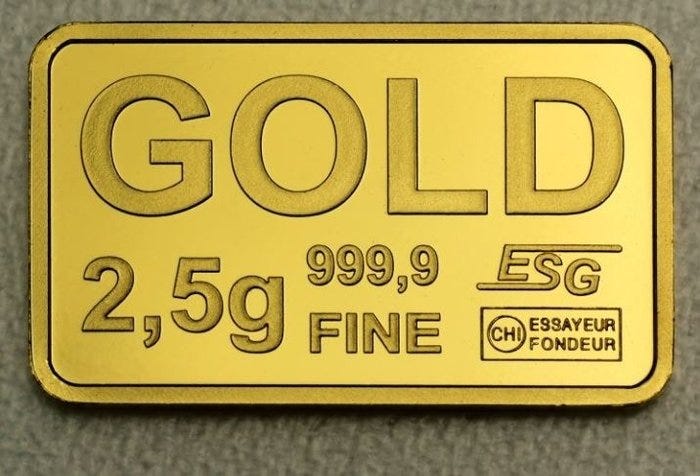 GOLD
2,5g
999,9
FINE
ESG
CHI
ESSAYEUR
FONDEUR